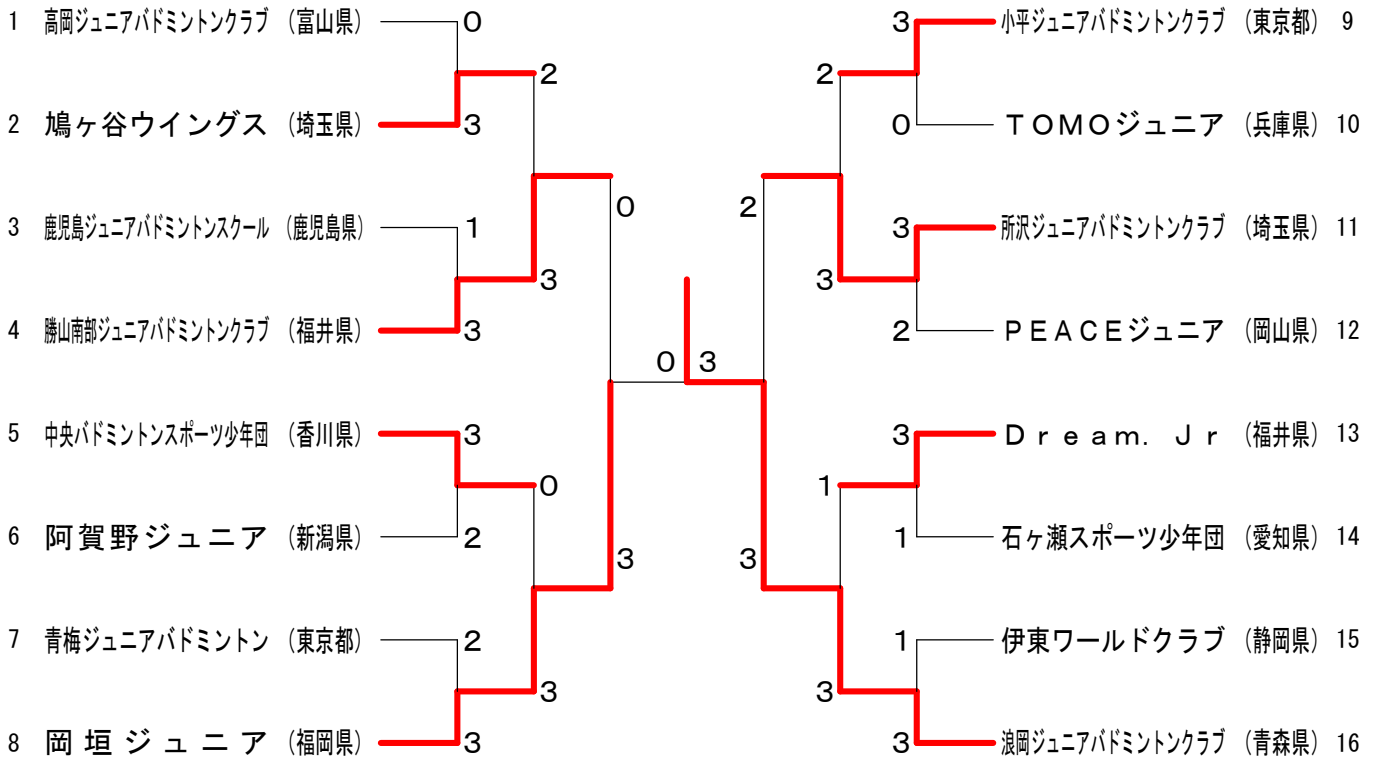 1 高岡ジュニアバドミントンクラブ (富山県) 0
2
2 鳩ヶ谷ウイングス (埼玉県) 3
0
3 鹿児島ジュニアバドミントンスクール (鹿児島県) 1
3
4 勝山南部ジュニアバドミントンクラブ (福井県) 3
0 3
5 中央バドミントンスポーツ少年団 (香川県) 3
0
6 阿賀野ジュニア (新潟県) 2
3
7 青梅ジュニアバドミントン (東京都) 2
3
8 岡垣ジュニア (福岡県) 3
3 小平ジュニアバドミントンクラブ (東京都) 9
2
0 TOMOジュニア (兵庫県) 10
2
3 所沢ジュニアバドミントンクラブ (埼玉県) 11
3
2 PEACEジュニア (岡山県) 12
3 Dream. Jr (福井県) 13
1
1 石ヶ瀬スポーツ少年団 (愛知県) 14
3
1 伊東ワールドクラブ (静岡県) 15
3
3 浪岡ジュニアバドミントンクラブ (青森県) 16